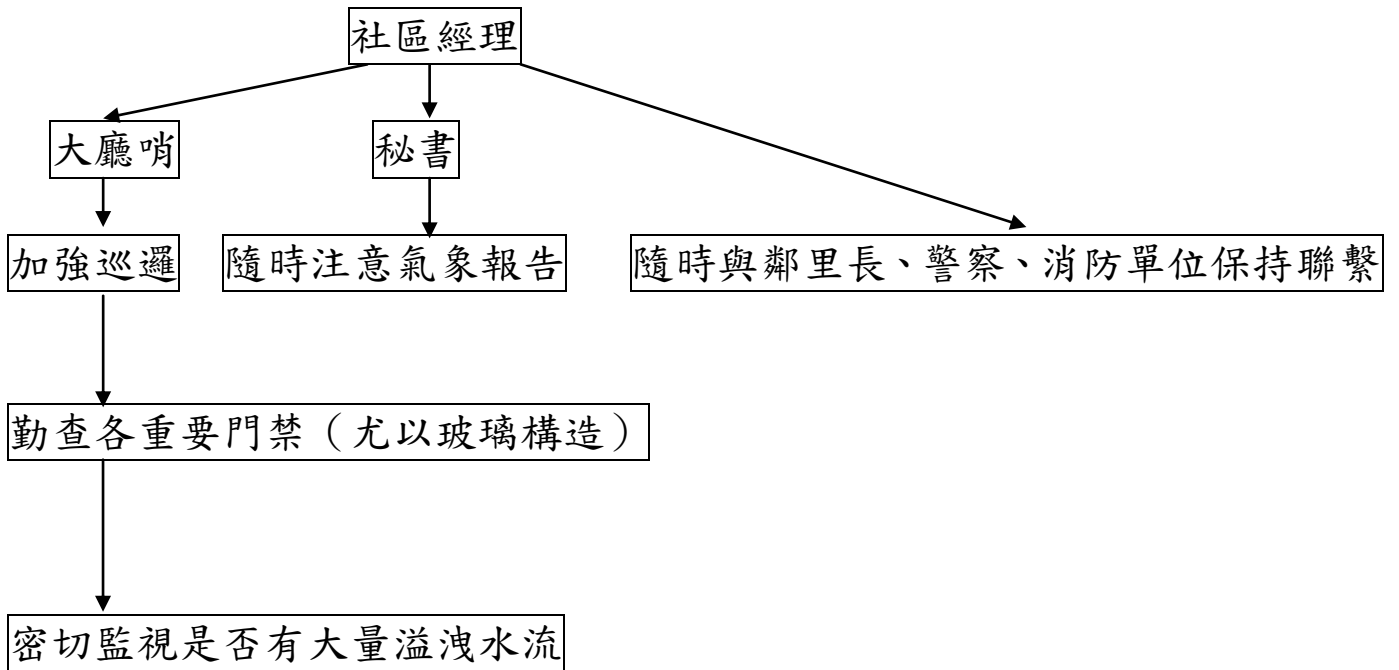 社區經理
大廳哨
秘書
加強巡邏
隨時注意氣象報告
隨時與鄰里長、警察、消防單位保持聯繫
勤查各重要門禁（尤以玻璃構造）
密切監視是否有大量溢洩水流